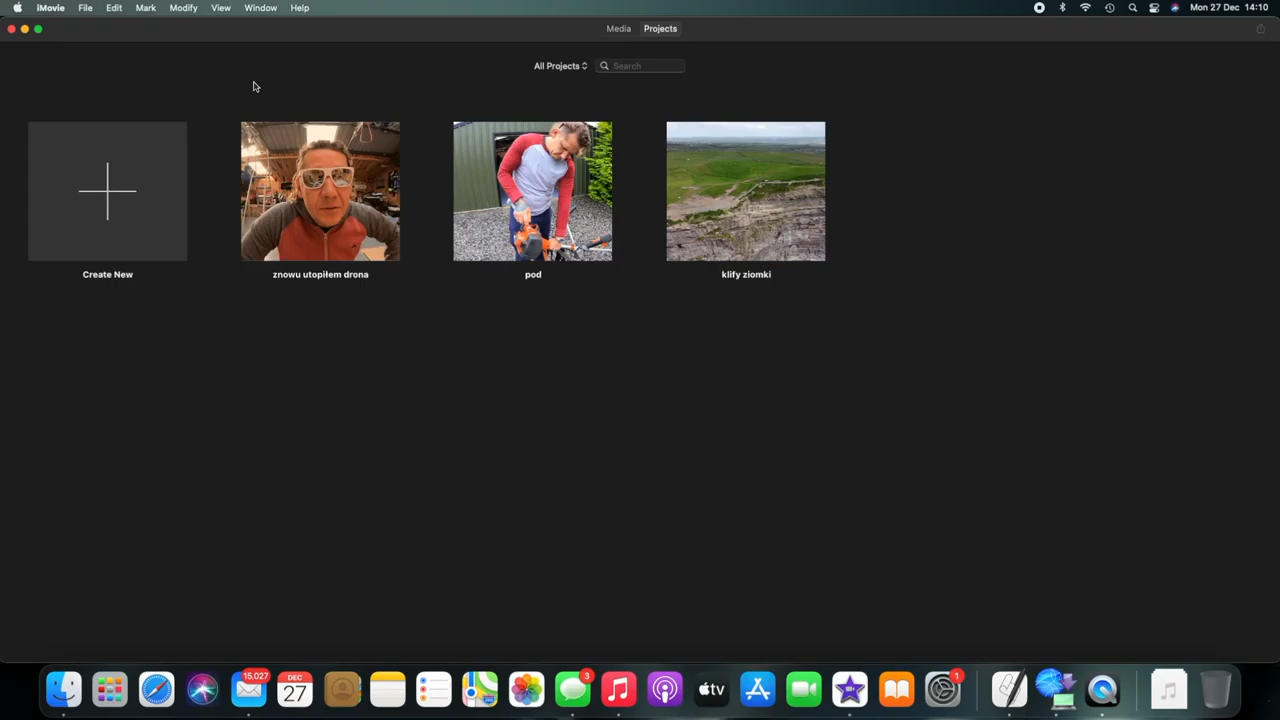 iMovie File Edit Mark Modify View Window Help
Mon 27 Dec 14:10
Media Projects
All Projects Search
Create New
znowu utopiłem drona
pod
klify ziomki
15,027
DEC
27
3
tv
1